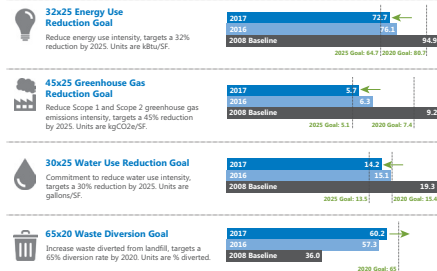 32x25 Energy Use
Reduction Goal
Reduce energy use intensity, targets a 32%
reduction by 2025. Units are kBtu/SF.
2017 72.7
2016 76.1
2008 Baseline 94.9
2025 Goal: 64.7 2020 Goal: 80.7
45x25 Greenhouse Gas
Reduction Goal
Reduce Scope 1 and Scope 2 greenhouse gas
emissions intensity, targets a 45% reduction
by 2025. Units are kgCO2e/SF.
2017 5.7
2016 6.3
2008 Baseline 9.2
2025 Goal: 5.1 2020 Goal: 7.4
30x25 Water Use Reduction Goal
Commitment to reduce water use intensity,
targets a 30% reduction by 2025. Units are
gallons/SF.
2017 14.2
2016 15.1
2008 Baseline 19.3
2025 Goal: 13.5 2020 Goal: 15.4
65x20 Waste Diversion Goal
Increase waste diverted from landfill, targets a
65% diversion rate by 2020. Units are % diverted.
2017 60.2
2016 57.3
2008 Baseline 36.0
2020 Goal: 65